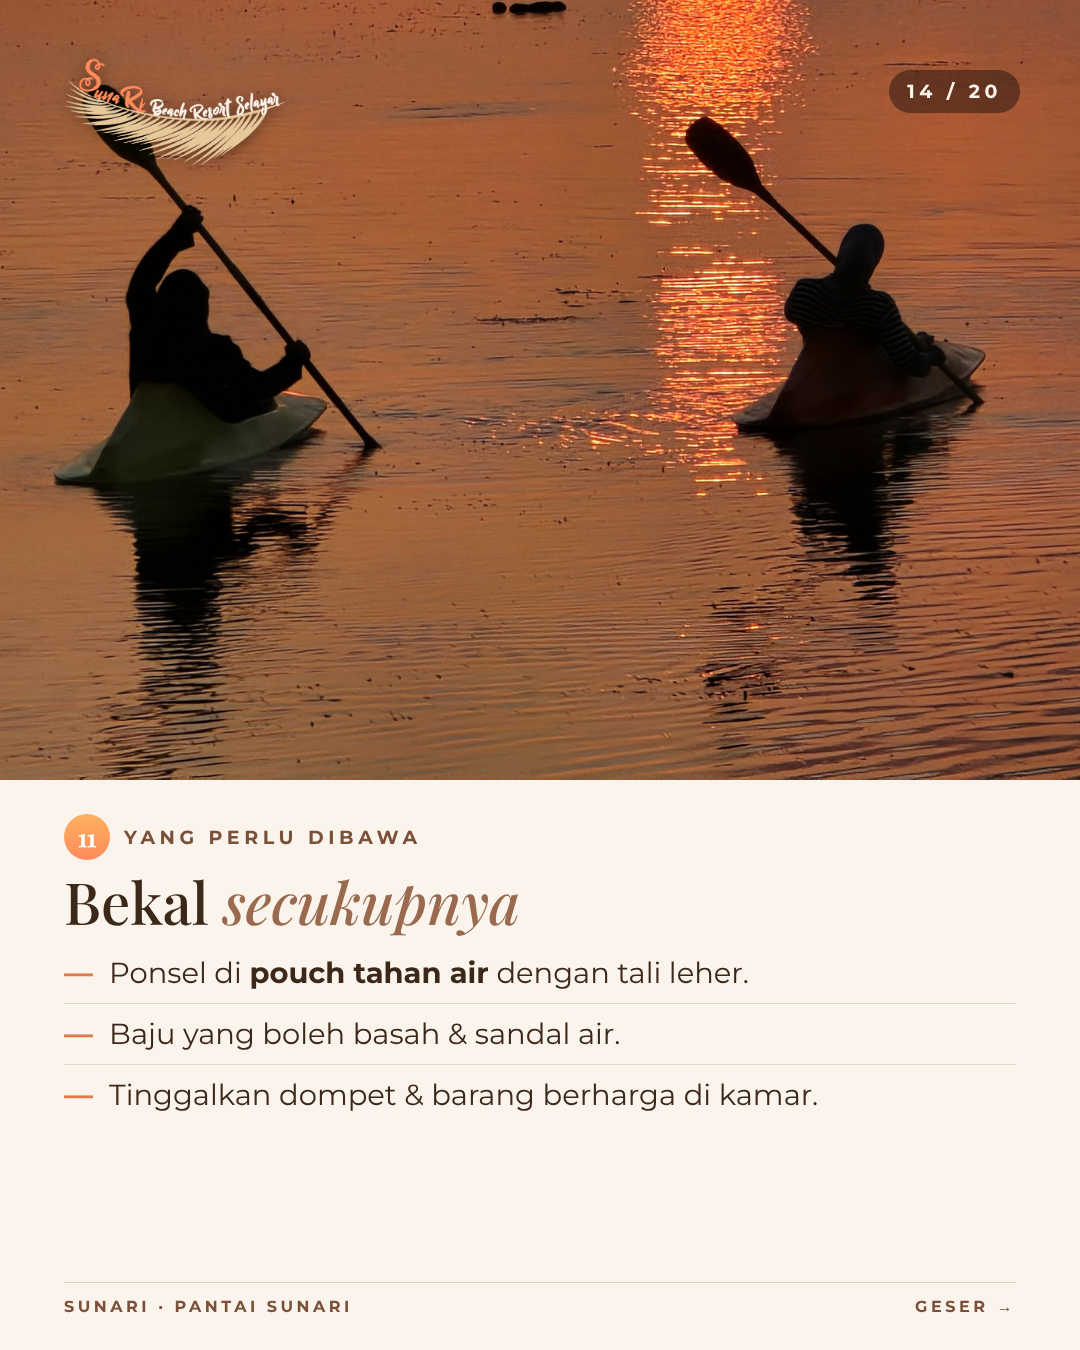 SunaRi Beach Resort Selayar
14 / 20
11 YANG PERLU DIBAWA
Bekal secukupnya
— Ponsel di pouch tahan air dengan tali leher.
— Baju yang boleh basah & sandal air.
— Tinggalkan dompet & barang berharga di kamar.
SUNARI · PANTAI SUNARI
GESER →